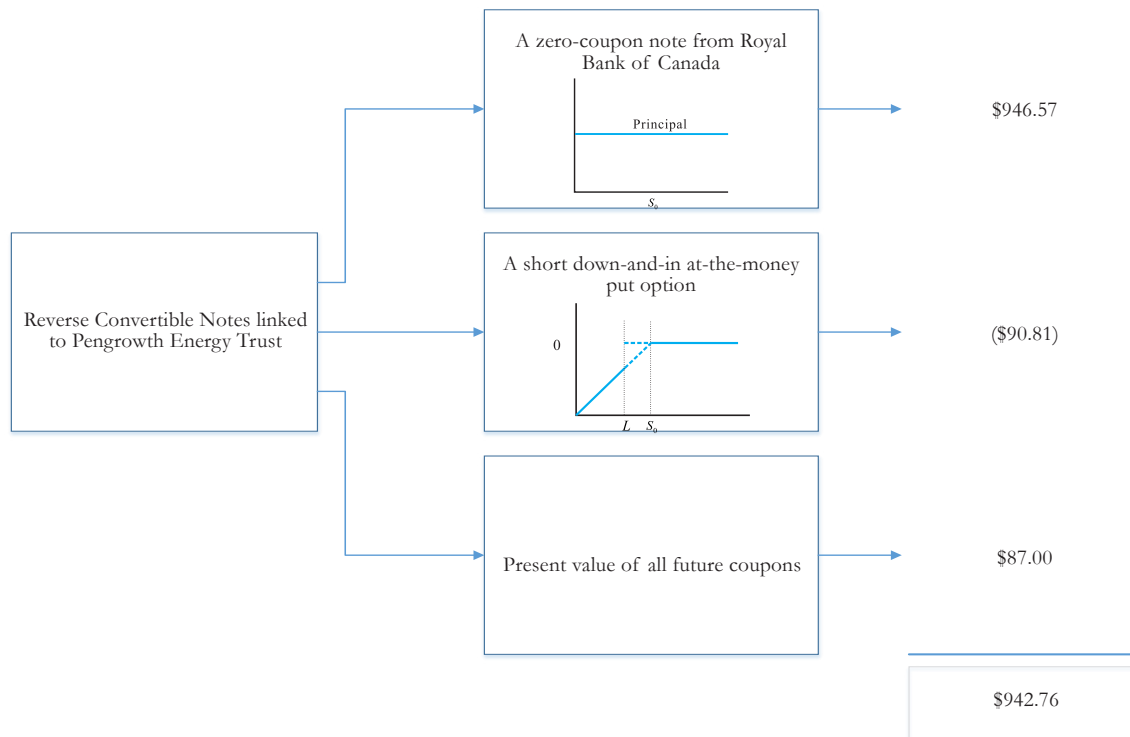 A zero-coupon note from Royal
Bank of Canada
Principal
S₀
$946.57
Reverse Convertible Notes linked
to Pengrowth Energy Trust
A short down-and-in at-the-money
put option
0
L S₀
($90.81)
Present value of all future coupons
$87.00
$942.76